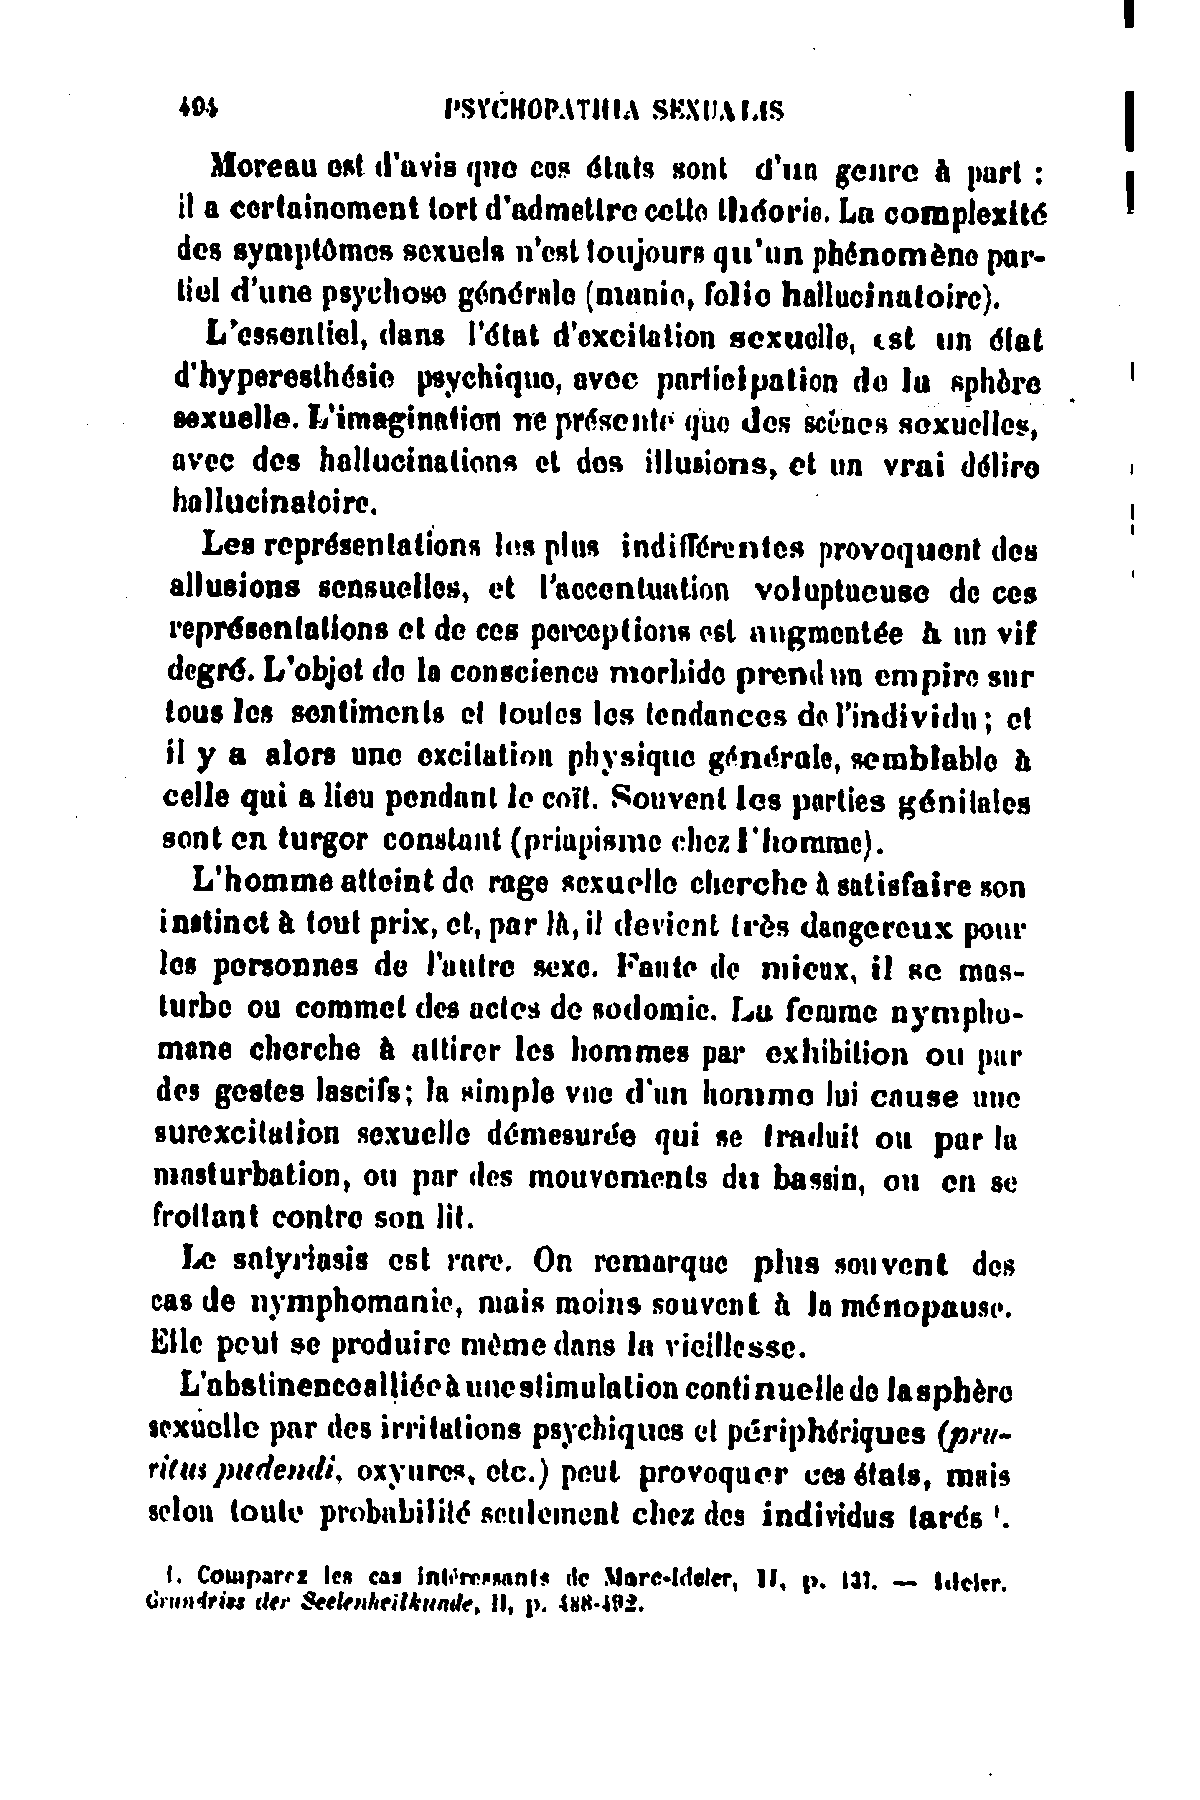 494 PSYCHOPATHIA SEXUALIS
Moreau est d'avis que ces états sont d'un genre à part :
il a certainement tort d'admettre cette théorie. La complexité
des symptômes sexuels n'est toujours qu'un phénomène par-
tiel d'une psychose générale (manie, folie hallucinatoire).
L'essentiel, dans l'état d'excitation sexuelle, est un état
d'hyperesthésie psychique, avec participation de la sphère
sexuelle. L'imagination ne présente que des scènes sexuelles,
avec des hallucinations et des illusions, et un vrai délire
hallucinatoire.
Les représentations les plus indifférentes provoquent des
allusions sensuelles, et l'accentuation voluptueuse de ces
représentations et de ces perceptions est augmentée à un vif
degré. L'objet de la conscience morbide prend un empire sur
tous les sentiments et toutes les tendances de l'individu ; et
il y a alors une excitation physique générale, semblable à
celle qui a lieu pendant le coït. Souvent les parties génitales
sont en turgor constant (priapisme chez l'homme).
L'homme atteint de rage sexuelle cherche à satisfaire son
instinct à tout prix, et, par là, il devient très dangereux pour
les personnes de l'autre sexe. Faute de mieux, il se mas-
turbe ou commet des actes de sodomie. La femme nympho-
mane cherche à attirer les hommes par exhibition ou par
des gestes lascifs ; la simple vue d'un homme lui cause une
surexcitation sexuelle démesurée qui se traduit ou par la
masturbation, ou par des mouvements du bassin, ou en se
frottant contre son lit.
Le satyriasis est rare. On remarque plus souvent des
cas de nymphomanie, mais moins souvent à la ménopause.
Elle peut se produire même dans la vieillesse.
L'abstinence alliée à une stimulation continuelle de la sphère
sexuelle par des irritations psychiques et périphériques (pru-
ritus pudendi, oxyures, etc.) peut provoquer ces états, mais
selon toute probabilité seulement chez des individus tarés ¹.
1. Comparez les cas intéressants de Marc-Ideler, II, p. 131. — Ideler.
Grundriss der Seelenheilkunde, II, p. 488-492.